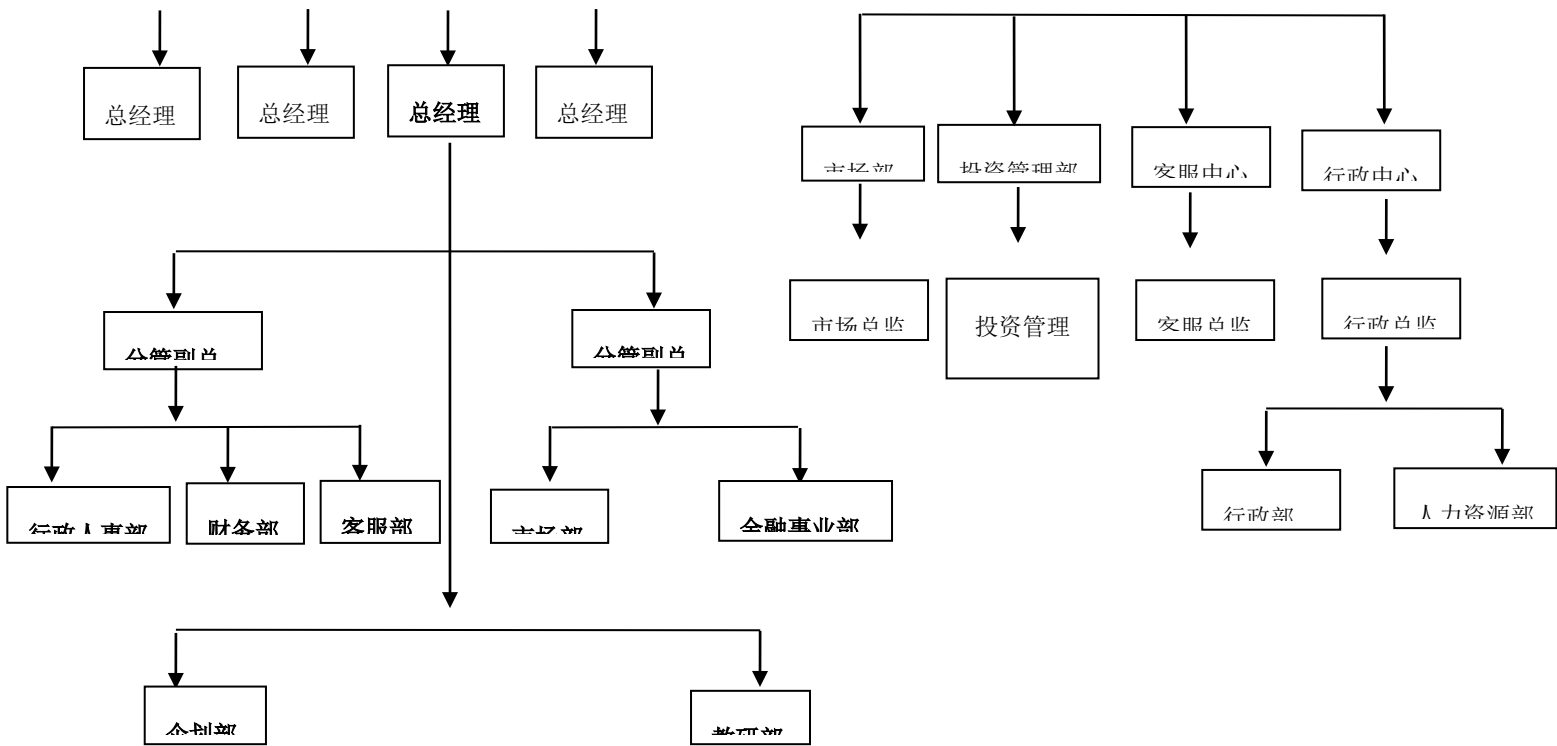 总经理
总经理
总经理
总经理
市场部
投资管理部
客服中心
行政中心
市场总监
投资管理
客服总监
行政总监
分管副总
分管副总
行政人事部
财务部
客服部
市场部
金融事业部
行政部
人力资源部
企划部
教研部